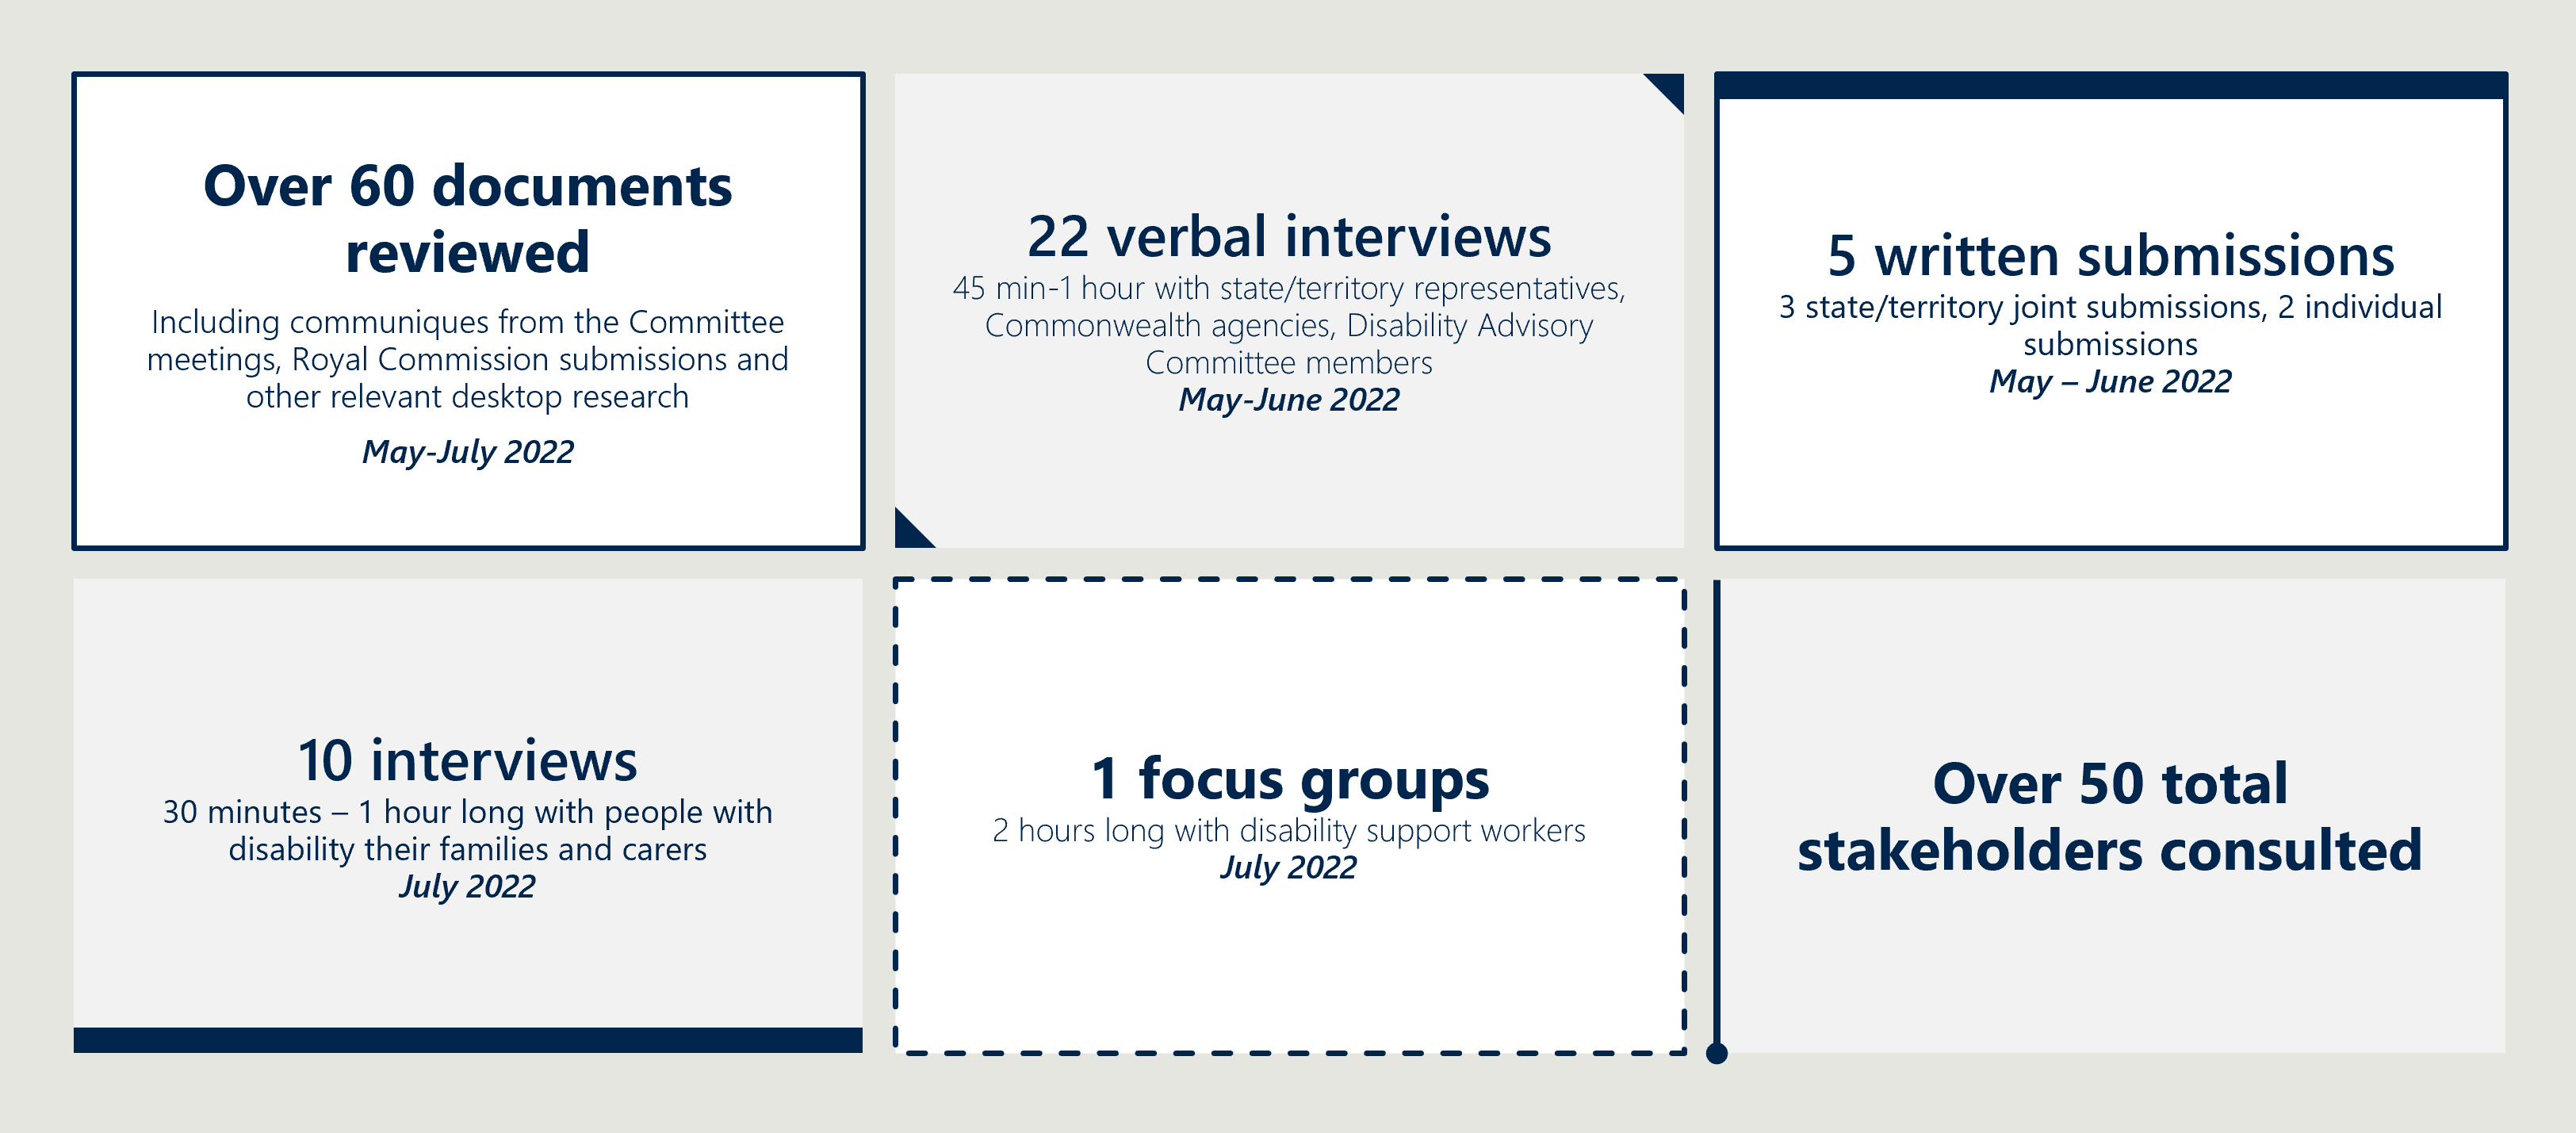 Over 60 documents
reviewed
Including communiques from the Committee
meetings, Royal Commission submissions and
other relevant desktop research
May-July 2022
22 verbal interviews
45 min-1 hour with state/territory representatives,
Commonwealth agencies, Disability Advisory
Committee members
May-June 2022
5 written submissions
3 state/territory joint submissions, 2 individual
submissions
May – June 2022
10 interviews
30 minutes – 1 hour long with people with
disability their families and carers
July 2022
1 focus groups
2 hours long with disability support workers
July 2022
Over 50 total
stakeholders consulted